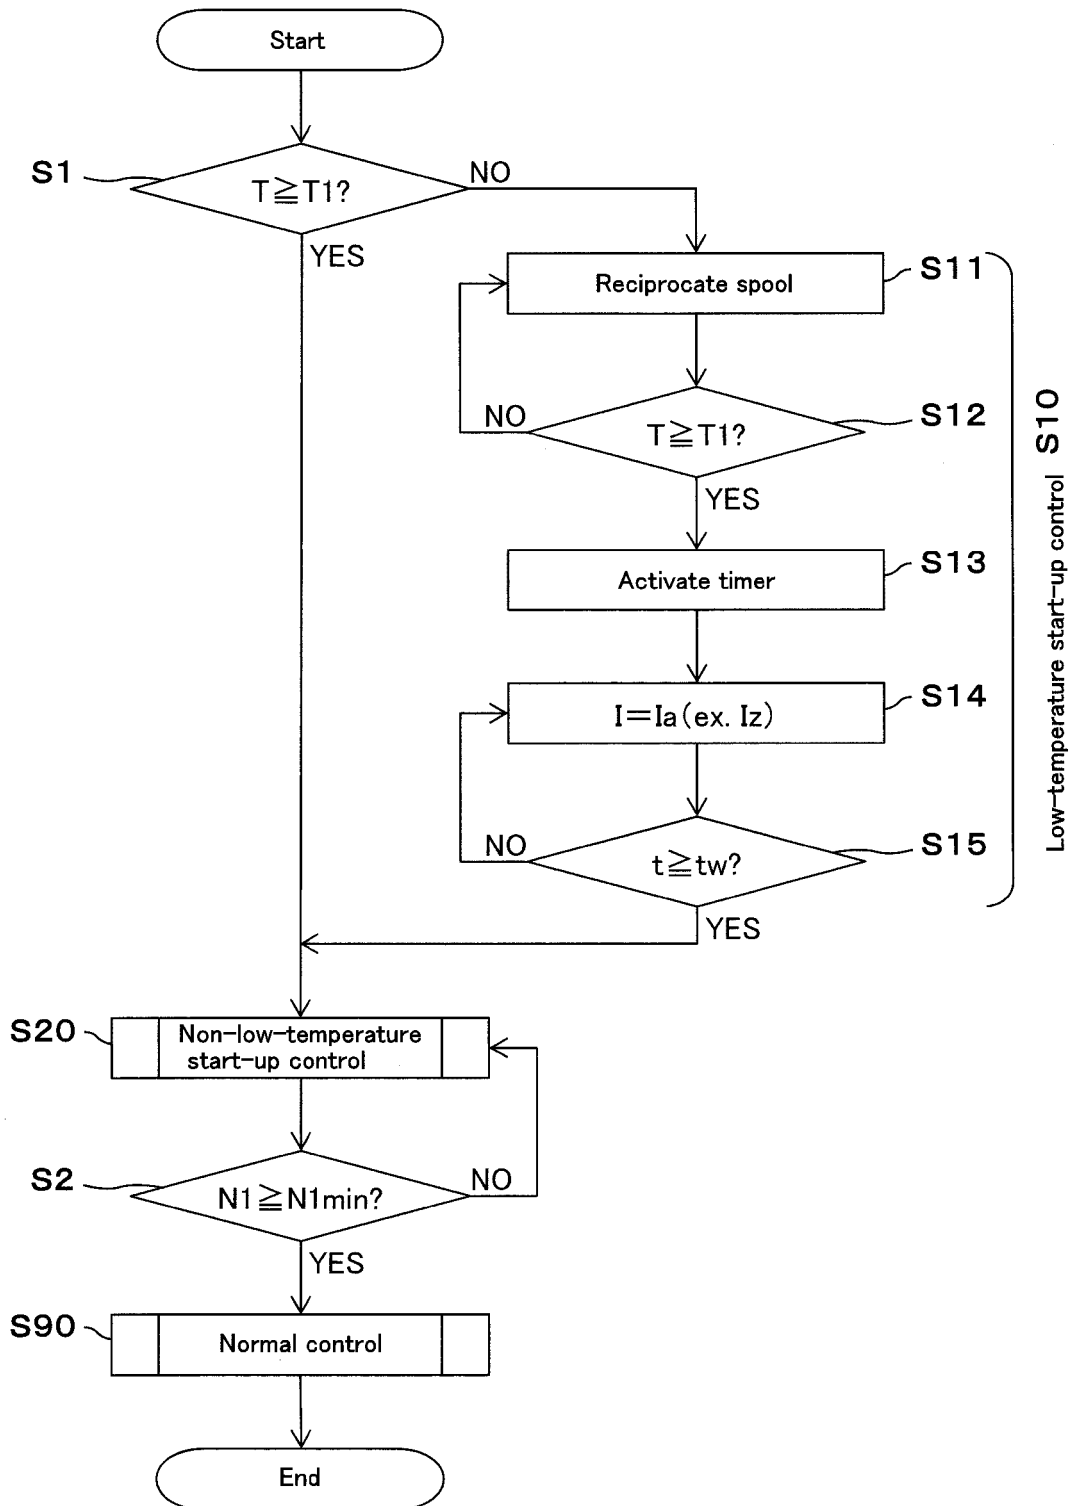 Start
S1
T≧T1?
NO
YES
Reciprocate spool
S11
T≧T1?
S12
NO
YES
Activate timer
S13
I=Ia(ex. Iz)
S14
t≧tw?
S15
NO
YES
Low-temperature start-up control S10
S20
Non-low-temperature
start-up control
S2
N1≧N1min?
NO
YES
S90
Normal control
End